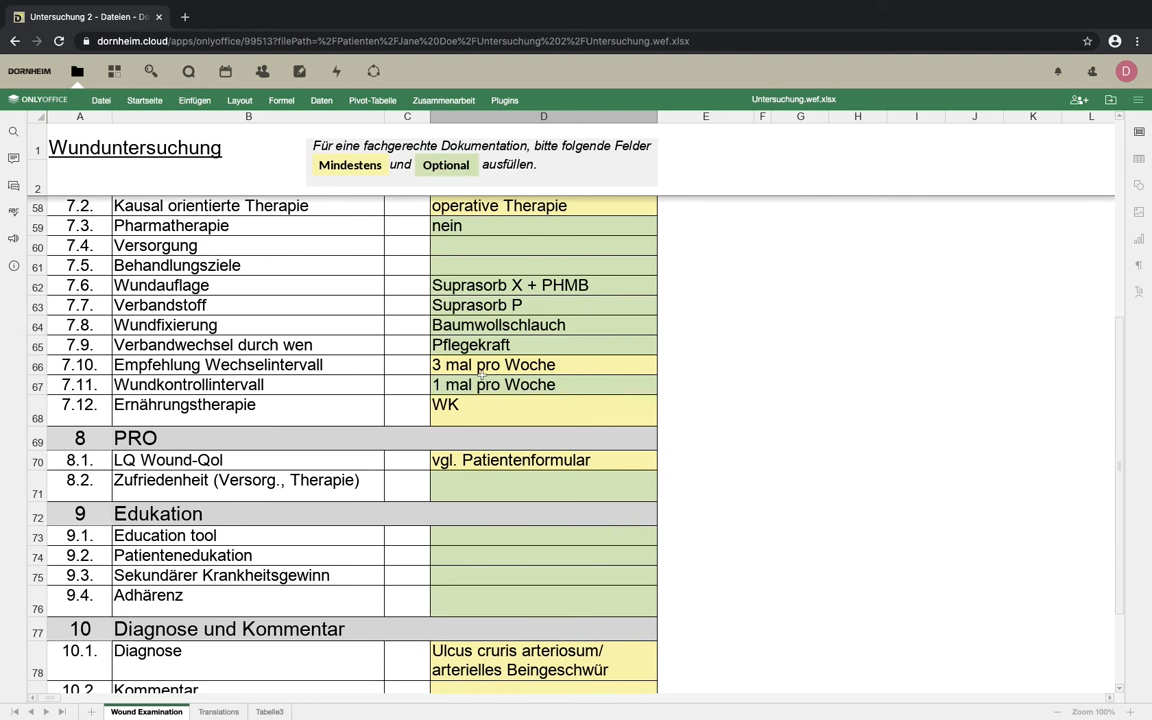 Untersuchung 2 - Dateien - Do
dornheim.cloud/apps/onlyoffice/99513?filePath=%2FPatienten%2FJane%20Doe%2FUntersuchung%202%2FUntersuchung.wef.xlsx
D
DORNHEIM
D
ONLYOFFICE Datei Startseite Einfügen Layout Formel Daten Pivot-Tabelle Zusammenarbeit Plugins Untersuchung.wef.xlsx
A B C D E F G H I J K L
1 Wunduntersuchung Für eine fachgerechte Dokumentation, bitte folgende Felder
Mindestens und Optional ausfüllen.
2
58 7.2. Kausal orientierte Therapie operative Therapie
59 7.3. Pharmatherapie nein
60 7.4. Versorgung
61 7.5. Behandlungsziele
62 7.6. Wundauflage Suprasorb X + PHMB
63 7.7. Verbandstoff Suprasorb P
64 7.8. Wundfixierung Baumwollschlauch
65 7.9. Verbandwechsel durch wen Pflegekraft
66 7.10. Empfehlung Wechselintervall 3 mal pro Woche
67 7.11. Wundkontrollintervall 1 mal pro Woche
68 7.12. Ernährungstherapie WK
69 8 PRO
70 8.1. LQ Wound-Qol vgl. Patientenformular
71 8.2. Zufriedenheit (Versorg., Therapie)
72 9 Edukation
73 9.1. Education tool
74 9.2. Patientenedukation
75 9.3. Sekundärer Krankheitsgewinn
76 9.4. Adhärenz
77 10 Diagnose und Kommentar
78 10.1. Diagnose Ulcus cruris arteriosum/
arterielles Beingeschwür
10.2. Kommentar
Wound Examination Translations Tabelle3 Zoom 100%